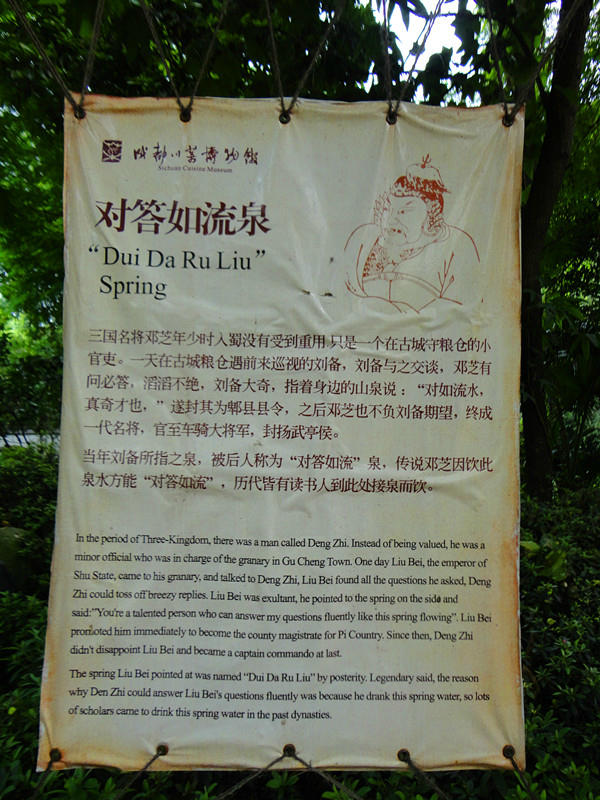 成都川菜博物馆
Sichuan Cuisine Museum
对答如流泉
“Dui Da Ru Liu”
Spring
三国名将邓芝年少时入蜀没有受到重用 只是一个在古城守粮仓的小
官吏。一天在古城粮仓遇前来巡视的刘备，刘备与之交谈，邓芝有
问必答，滔滔不绝，刘备大奇，指着身边的山泉说：“对如流水，
真奇才也，”遂封其为郫县县令，之后邓芝也不负刘备期望，终成
一代名将，官至车骑大将军，封扬武亭侯。
当年刘备所指之泉，被后人称为“对答如流”泉，传说邓芝因饮此
泉水方能“对答如流”，历代皆有读书人到此处接泉而饮。
In the period of Three-Kingdom, there was a man called Deng Zhi. Instead of being valued, he was a
minor official who was in charge of the granary in Gu Cheng Town. One day Liu Bei, the emperor of
Shu State, came to his granary, and talked to Deng Zhi, Liu Bei found all the questions he asked, Deng
Zhi could toss off breezy replies. Liu Bei was exultant, he pointed to the spring on the side and
said:”You're a talented person who can answer my questions fluently like this spring flowing”. Liu Bei
promoted him immediately to become the county magistrate for Pi Country. Since then, Deng Zhi
didn't disappoint Liu Bei and became a captain commando at last.
The spring Liu Bei pointed at was named “Dui Da Ru Liu” by posterity. Legendary said, the reason
why Den Zhi could answer Liu Bei's questions fluently was because he drank this spring water, so lots
of scholars came to drink this spring water in the past dynasties.